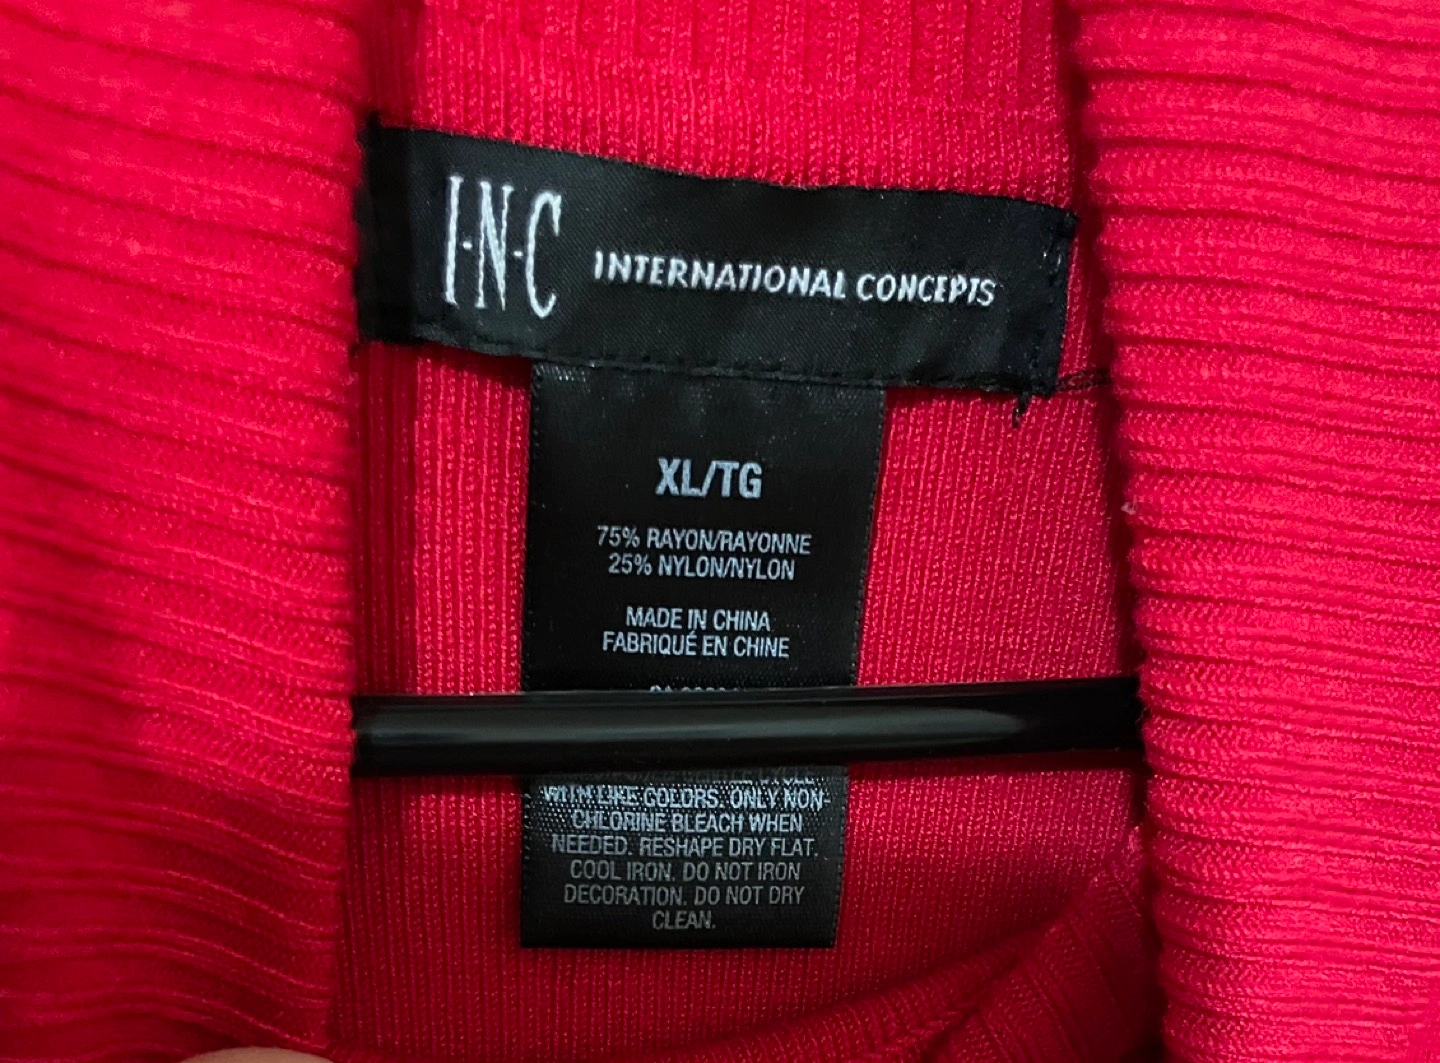 I·N·C INTERNATIONAL CONCEPTS
XL/TG
75% RAYON/RAYONNE
25% NYLON/NYLON
MADE IN CHINA
FABRIQUÉ EN CHINE
WITH LIKE COLORS. ONLY NON-
CHLORINE BLEACH WHEN
NEEDED. RESHAPE DRY FLAT.
COOL IRON. DO NOT IRON
DECORATION. DO NOT DRY
CLEAN.